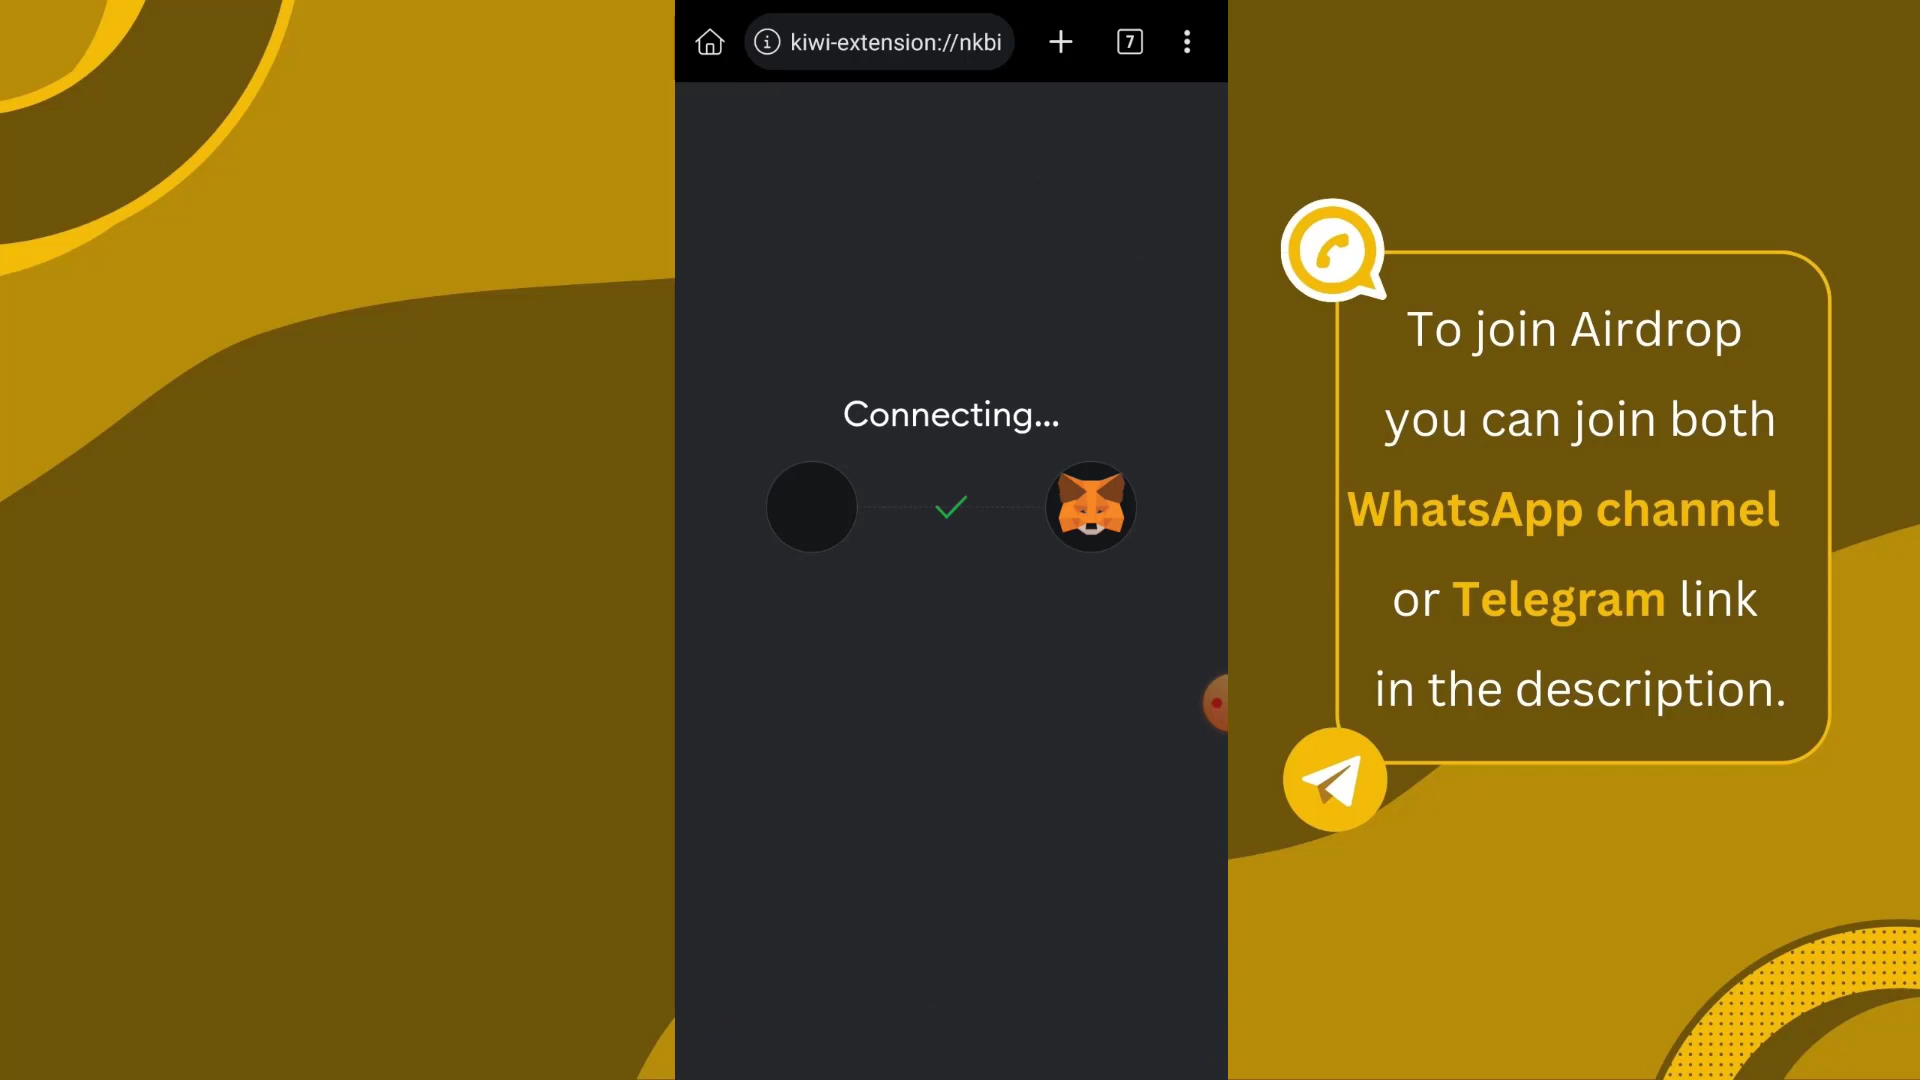 kiwi-extension://nkbi
7
Connecting...
To join Airdrop
you can join both
WhatsApp channel
or Telegram link
in the description.